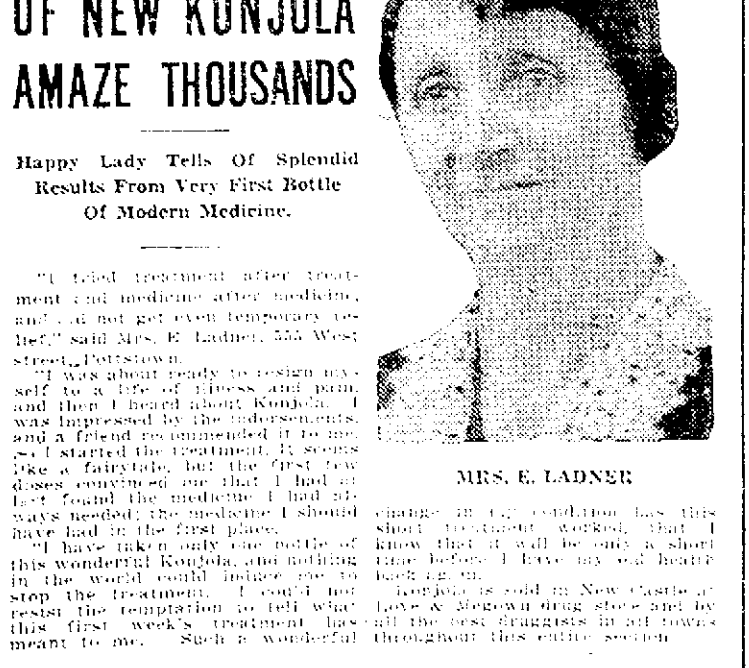 OF NEW KONJOLA
AMAZE THOUSANDS
Happy Lady Tells Of Splendid
Results From Very First Bottle
Of Modern Medicine.
"I tried treatment after treat-
ment and medicine after medicine,
and did not get even temporary re-
lief," said Mrs. E. Ladner, 555 West
street, Pottstown.
"I was about ready to resign my-
self to a life of illness and pain,
and then I heard about Konjola. I
was impressed by the indorsements,
and a friend recommended it to me,
so I started the treatment. It seems
like a fairytale, but the first few
doses convinced me that I had at
last found the medicine I had al-
ways needed; the medicine I should
have had in the first place.
"I have taken only one bottle of
this wonderful Konjola, and nothing
in the world could induce me to
stop the treatment. I could not
resist the temptation to tell what
this first week's treatment has
meant to me. Such a wonderful
MRS. E. LADNER
change in my condition has this
short treatment worked, that I
know that it will be only a short
time before I have my old health
back again.
Konjola is sold in New Castle at
Love & Megown drug store and by
all the best druggists in all towns
throughout this entire section